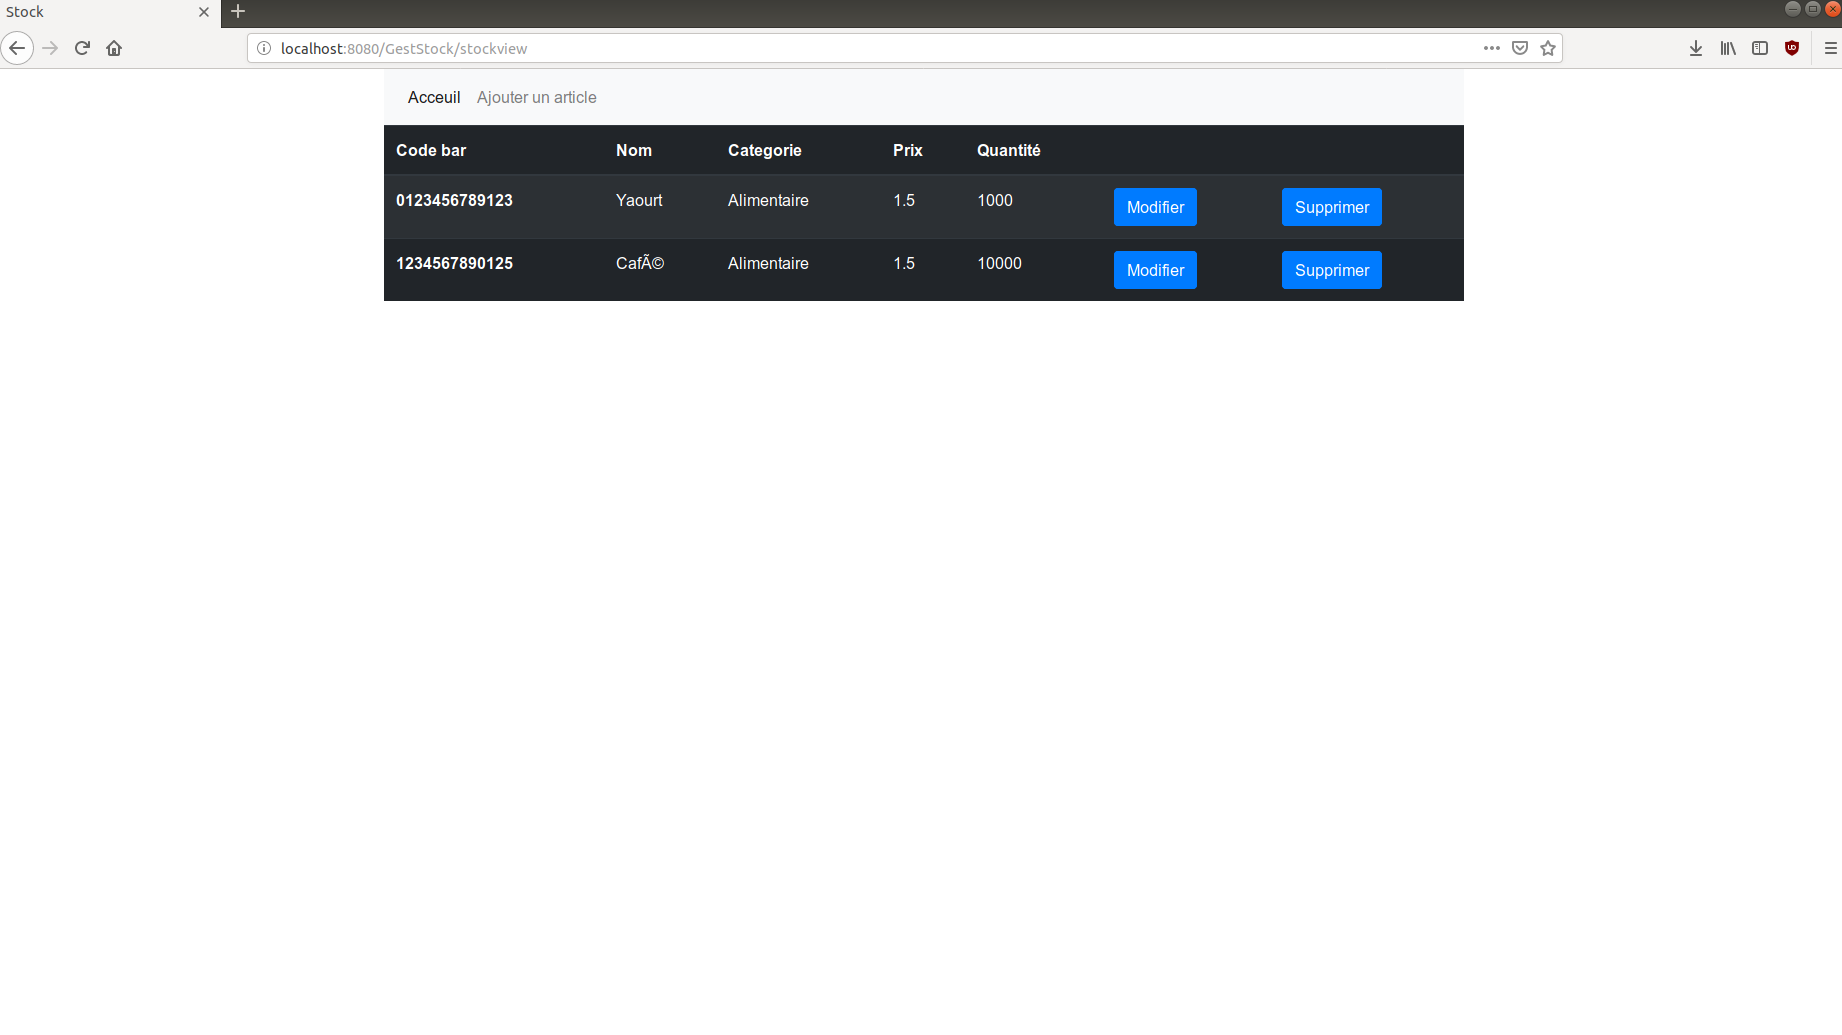 Stock
localhost:8080/GestStock/stockview
Acceuil Ajouter un article
Code bar Nom Categorie Prix Quantité
0123456789123 Yaourt Alimentaire 1.5 1000 Modifier Supprimer
1234567890125 CafÃ© Alimentaire 1.5 10000 Modifier Supprimer